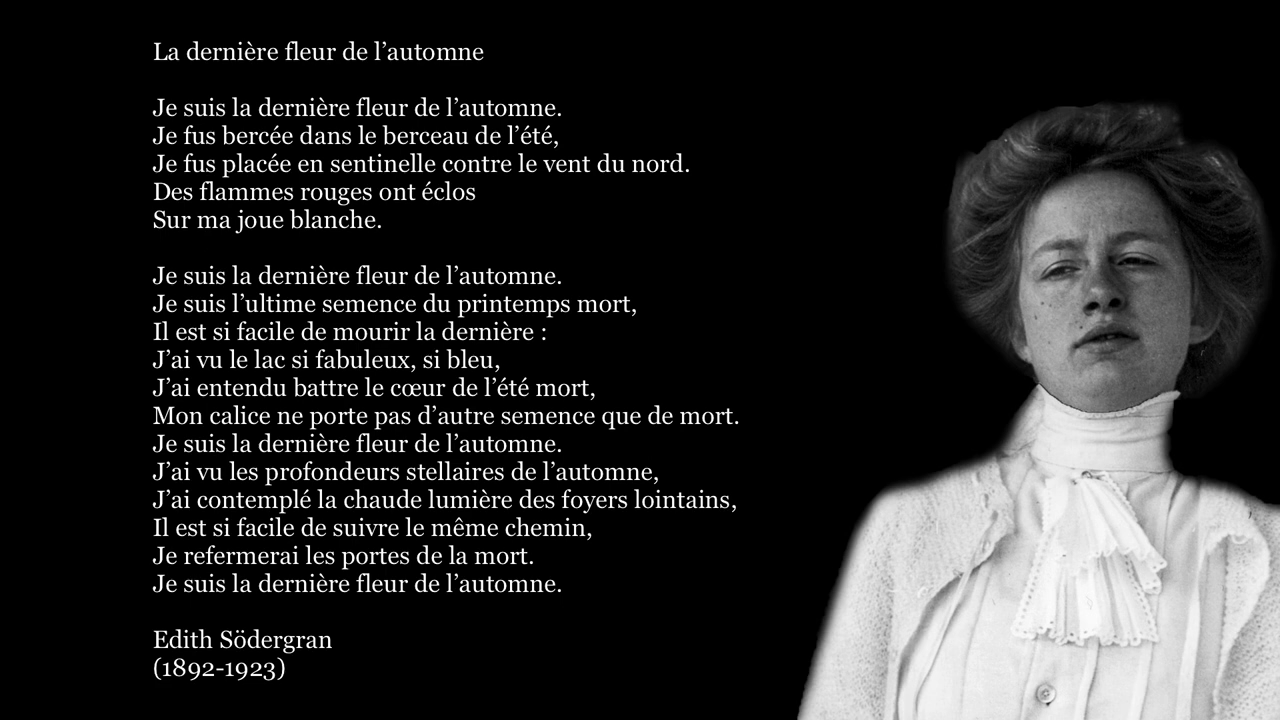 La dernière fleur de l’automne
Je suis la dernière fleur de l’automne.
Je fus bercée dans le berceau de l’été,
Je fus placée en sentinelle contre le vent du nord.
Des flammes rouges ont éclos
Sur ma joue blanche.
Je suis la dernière fleur de l’automne.
Je suis l’ultime semence du printemps mort,
Il est si facile de mourir la dernière :
J’ai vu le lac si fabuleux, si bleu,
J’ai entendu battre le cœur de l’été mort,
Mon calice ne porte pas d’autre semence que de mort.
Je suis la dernière fleur de l’automne.
J’ai vu les profondeurs stellaires de l’automne,
J’ai contemplé la chaude lumière des foyers lointains,
Il est si facile de suivre le même chemin,
Je refermerai les portes de la mort.
Je suis la dernière fleur de l’automne.
Edith Södergran
(1892-1923)